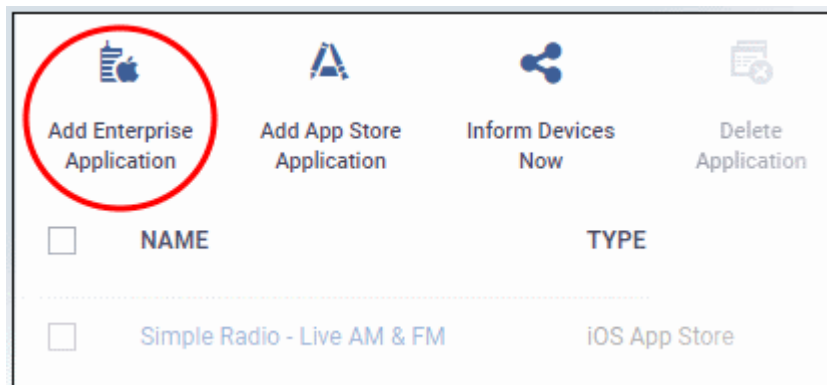 Add Enterprise
Application
Add App Store
Application
Inform Devices
Now
Delete
Application
NAME TYPE
Simple Radio - Live AM & FM iOS App Store